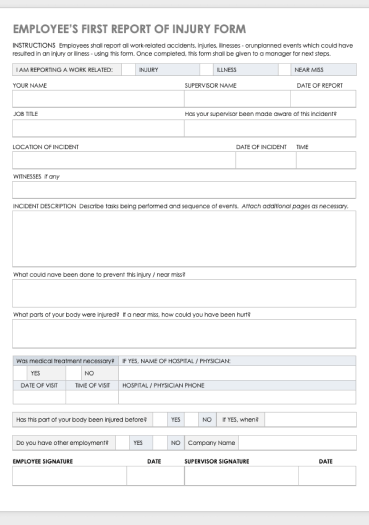 EMPLOYEE'S FIRST REPORT OF INJURY FORM
INSTRUCTIONS Employees shall report all work-related accidents, injuries, illnesses - orunplanned events which could have
resulted in an injury or illness - using this form. Once completed, this form shall be given to a manager for next steps.
I AM REPORTING A WORK RELATED: INJURY ILLNESS NEAR MISS
YOUR NAME SUPERVISOR NAME DATE OF REPORT
JOB TITLE Has your supervisor been made aware of this incident?
LOCATION OF INCIDENT DATE OF INCIDENT TIME
WITNESSES if any
INCIDENT DESCRIPTION Describe tasks being performed and sequence of events. Attach additional pages as necessary.
What could have been done to prevent this injury / near miss?
What parts of your body were injured? If a near miss, how could you have been hurt?
Was medical treatment necessary? IF YES, NAME OF HOSPITAL / PHYSICIAN:
YES NO
DATE OF VISIT TIME OF VISIT HOSPITAL / PHYSICIAN PHONE
Has this part of your body been injured before? YES NO If YES, when?
Do you have other employment? YES NO Company Name
EMPLOYEE SIGNATURE DATE SUPERVISOR SIGNATURE DATE